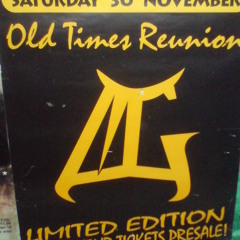 SATURDAY 30 NOVEMBER
Old Times Reunion
LIMITED EDITION
TICKETS PRESALE!